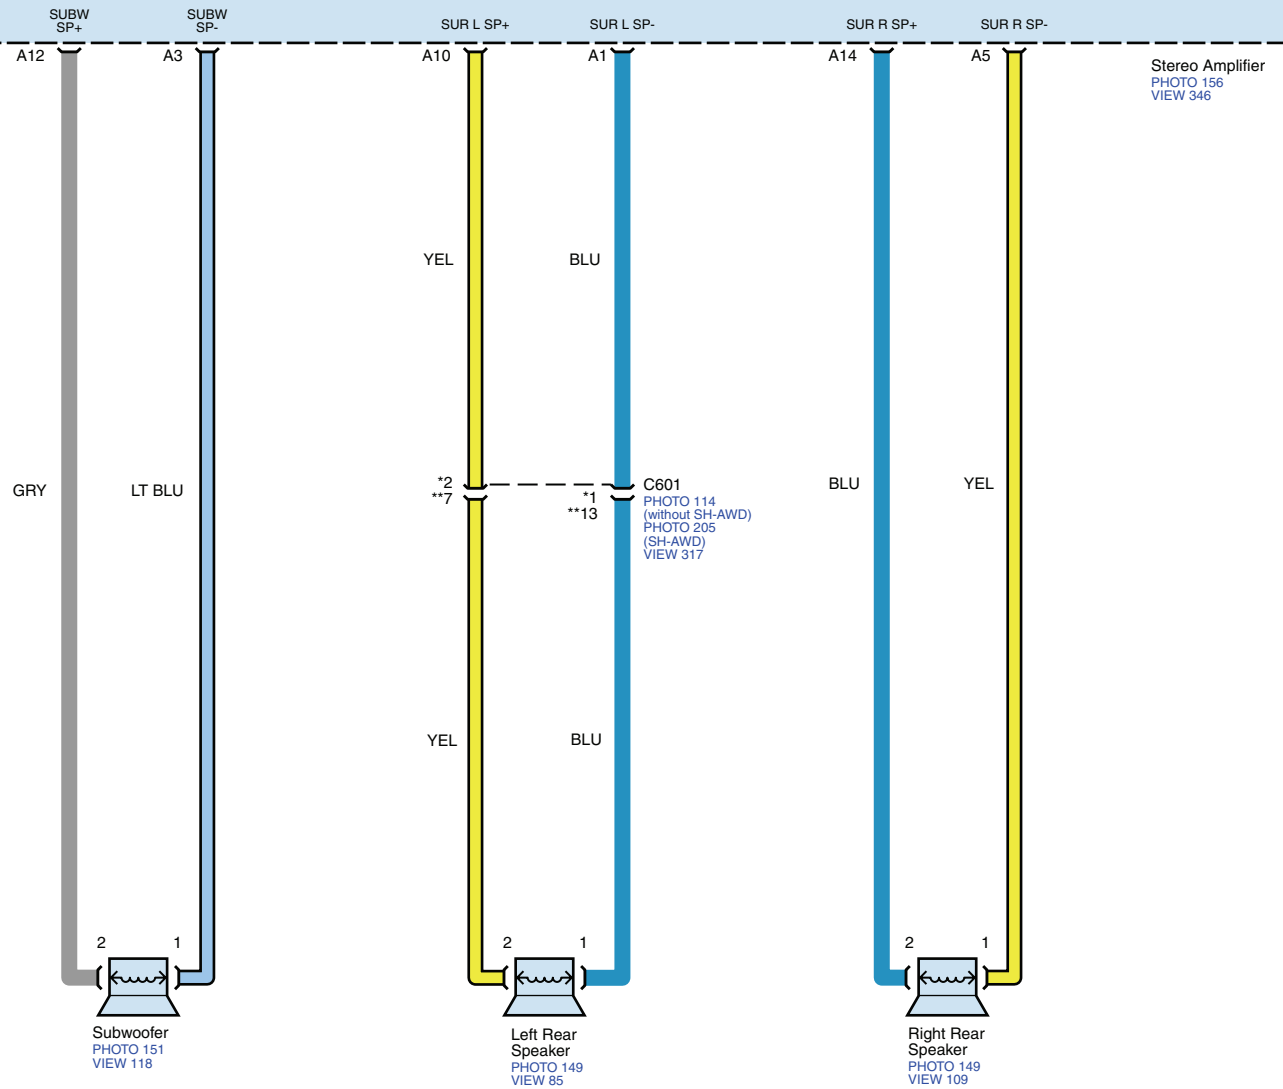 SUBW
SP+
SUBW
SP-
SUR L SP+
SUR L SP-
SUR R SP+
SUR R SP-
A12
A3
A10
A1
A14
A5
Stereo Amplifier
PHOTO 156
VIEW 346
YEL
BLU
GRY
LT BLU
*2
**7
*1
**13
C601
PHOTO 114
(without SH-AWD)
PHOTO 205
(SH-AWD)
VIEW 317
BLU
YEL
YEL
BLU
2
1
2
1
2
1
Subwoofer
PHOTO 151
VIEW 118
Left Rear
Speaker
PHOTO 149
VIEW 85
Right Rear
Speaker
PHOTO 149
VIEW 109